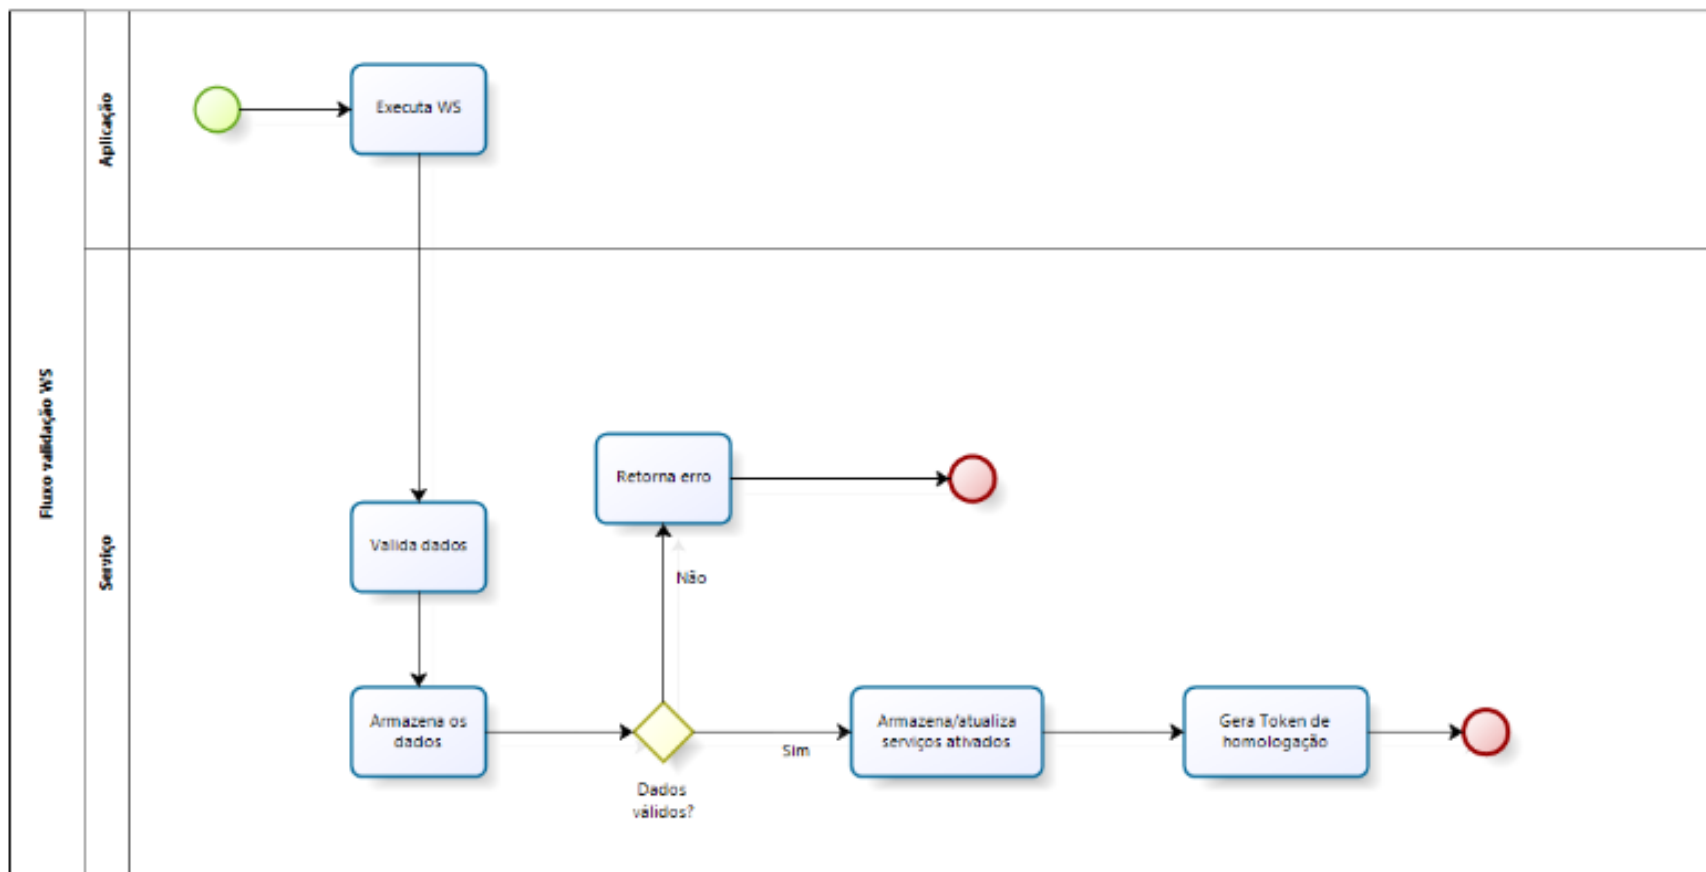 Fluxo validação WS
Aplicação
Executa WS
Serviço
Retorna erro
Valida dados
Não
Armazena os
dados
Sim
Armazena/atualiza
serviços ativados
Gera Token de
homologação
Dados
válidos?